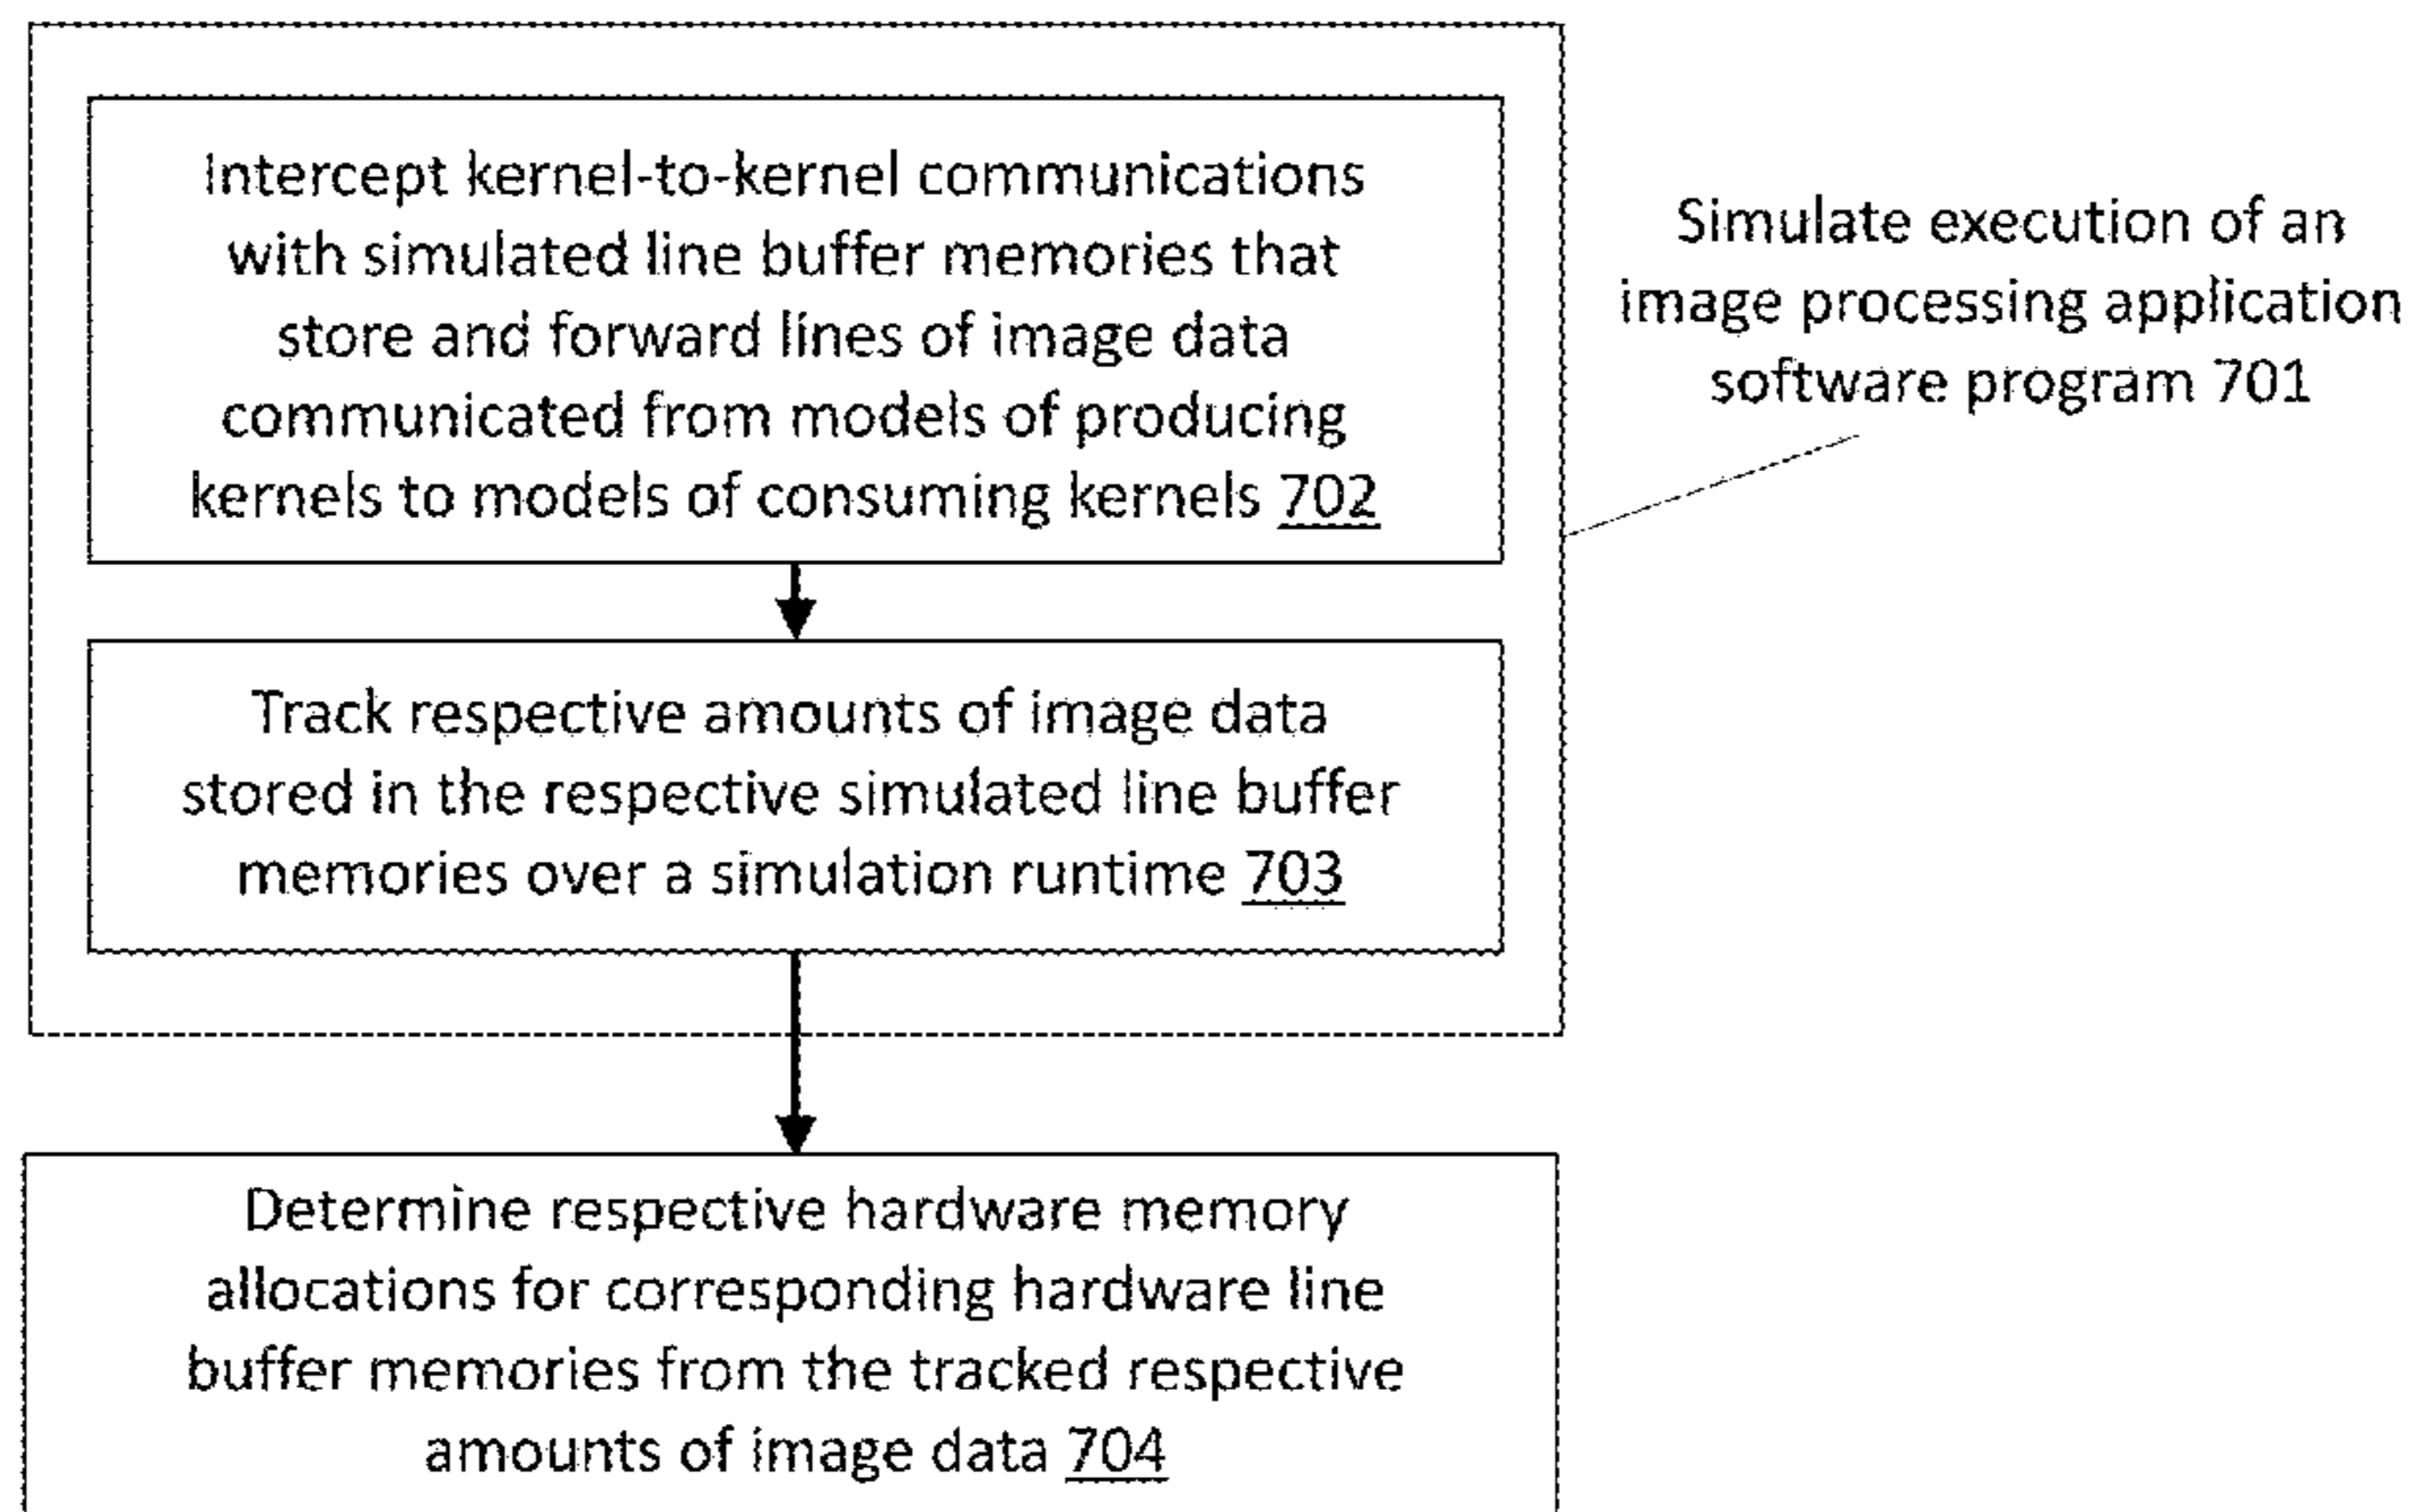 Intercept kernel-to-kernel communications
with simulated line buffer memories that
store and forward lines of image data
communicated from models of producing
kernels to models of consuming kernels 702
Simulate execution of an
image processing application
software program 701
Track respective amounts of image data
stored in the respective simulated line buffer
memories over a simulation runtime 703
Determine respective hardware memory
allocations for corresponding hardware line
buffer memories from the tracked respective
amounts of image data 704